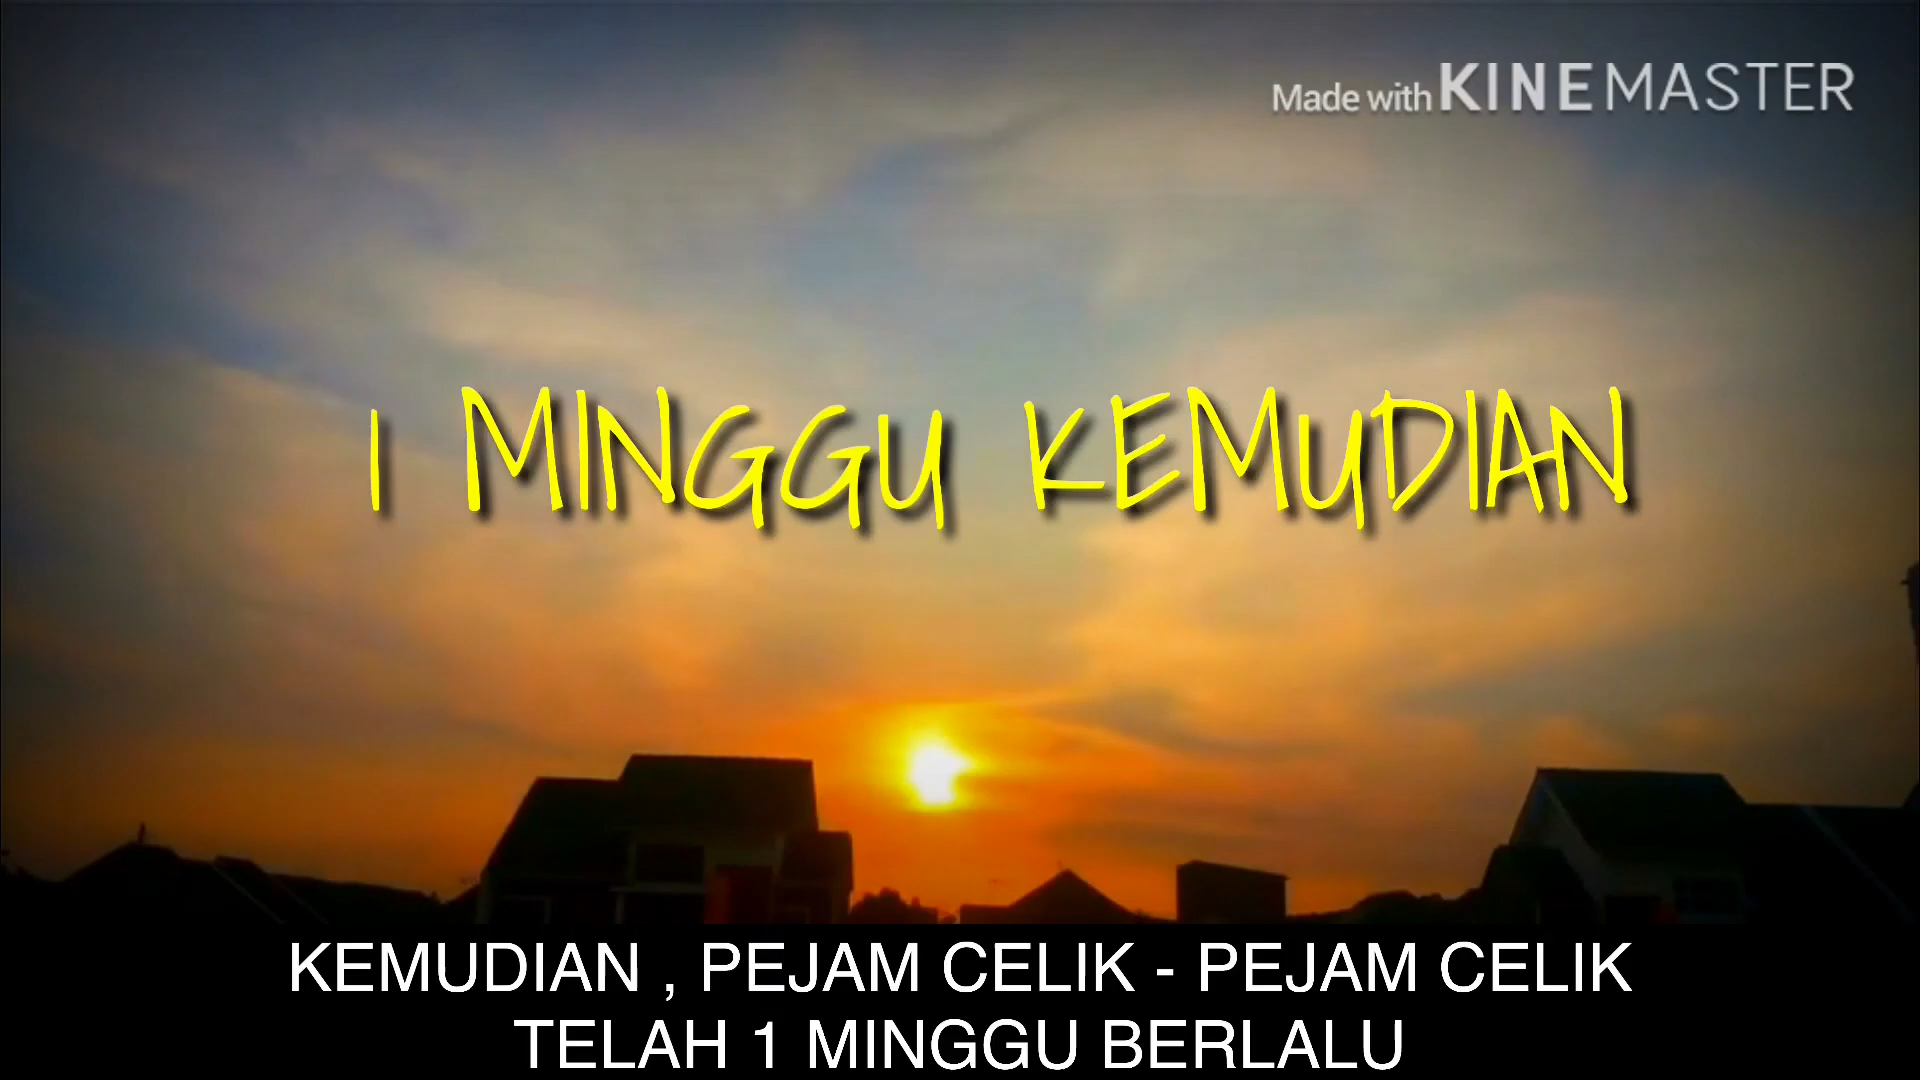 Made with KINEMASTER
1 MINGGU KEMUDIAN
KEMUDIAN , PEJAM CELIK - PEJAM CELIK
TELAH 1 MINGGU BERLALU